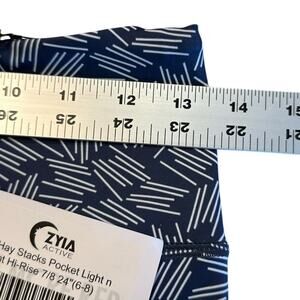 10 11 12 13 14 15
26 25 24 23 22
ZYIA
ACTIVE
Hay Stacks Pocket Light n
Hi-Rise 7/8 24"(6-8)